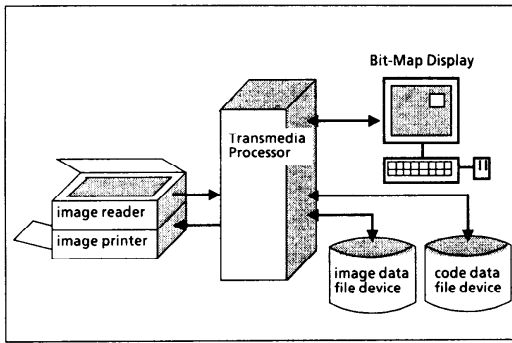 Bit-Map Display
Transmedia
Processor
image reader
image printer
image data
file device
code data
file device